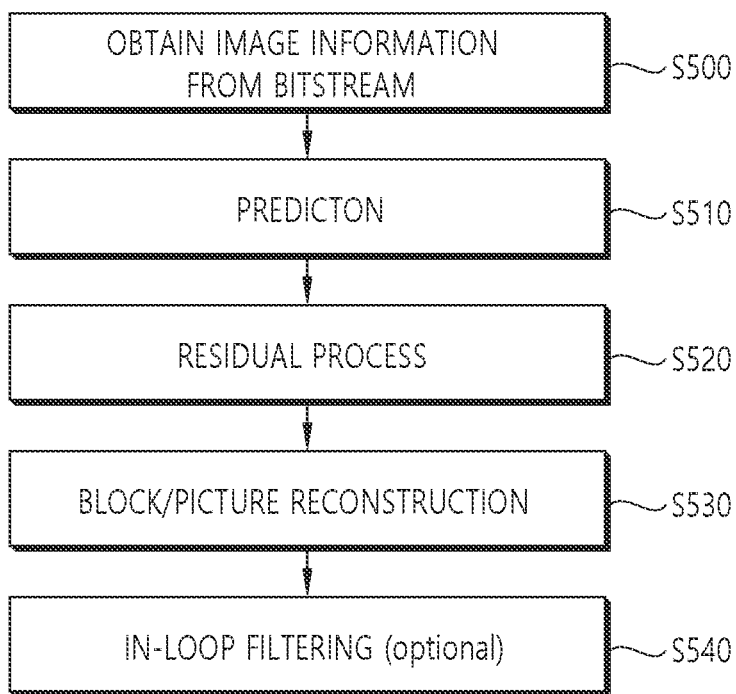 OBTAIN IMAGE INFORMATION
FROM BITSTREAM
S500
PREDICTON
S510
RESIDUAL PROCESS
S520
BLOCK/PICTURE RECONSTRUCTION
S530
IN-LOOP FILTERING (optional)
S540